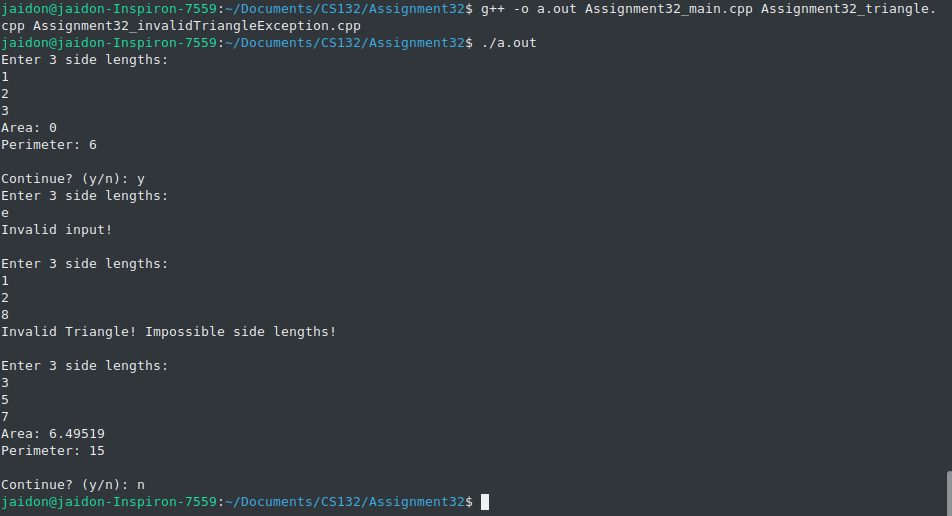 jaidon@jaidon-Inspiron-7559:~/Documents/CS132/Assignment32$ g++ -o a.out Assignment32_main.cpp Assignment32_triangle.
cpp Assignment32_invalidTriangleException.cpp
jaidon@jaidon-Inspiron-7559:~/Documents/CS132/Assignment32$ ./a.out
Enter 3 side lengths:
1
2
3
Area: 0
Perimeter: 6

Continue? (y/n): y
Enter 3 side lengths:
e
Invalid input!

Enter 3 side lengths:
1
2
8
Invalid Triangle! Impossible side lengths!

Enter 3 side lengths:
3
5
7
Area: 6.49519
Perimeter: 15

Continue? (y/n): n
jaidon@jaidon-Inspiron-7559:~/Documents/CS132/Assignment32$